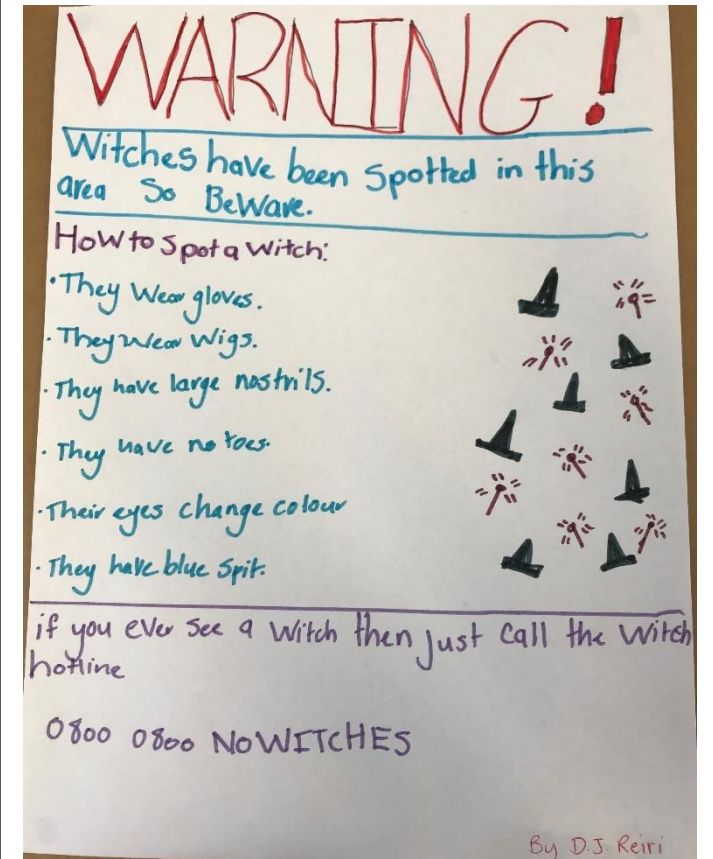 WARNING!
Witches have been spotted in this
area So BeWare.
How to spot a witch:
• They Wear gloves.
• They wear wigs.
• They have large nostrils.
• They have no toes.
• Their eyes change colour
• They have blue spit.
if you ever see a witch then just call the witch
hotline
0800 0800 NOWITCHES
By D.J. Reiri